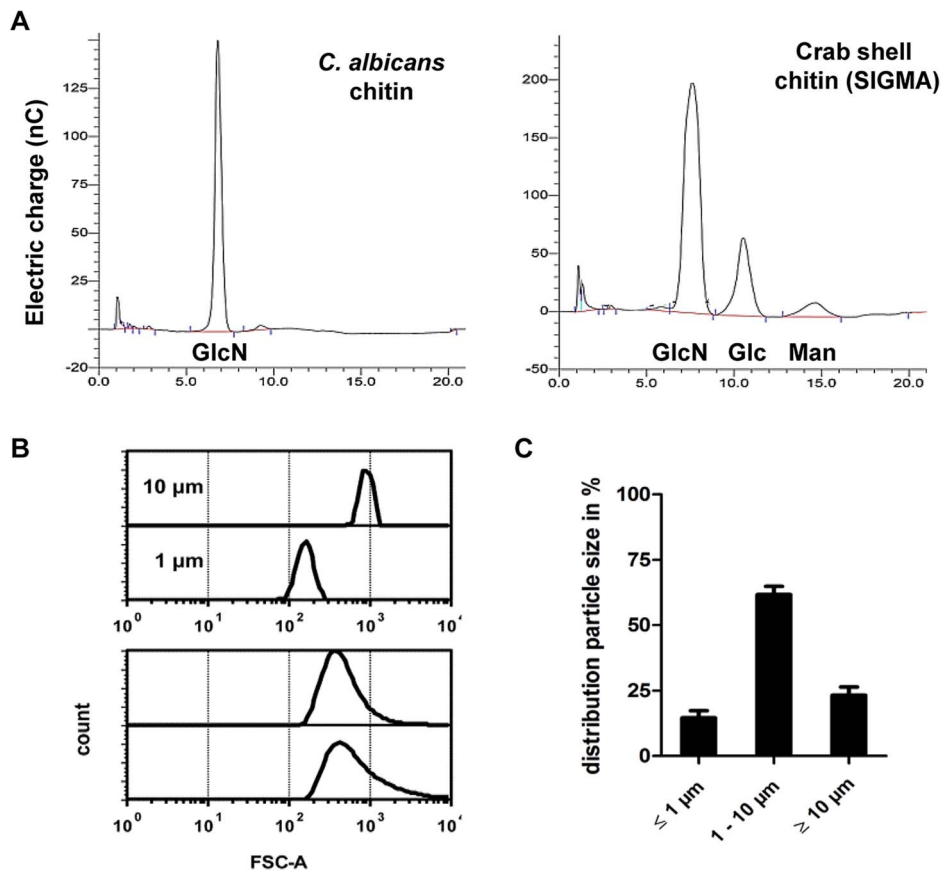 A
C. albicans
chitin
Electric charge (nC)
125
100
75
50
25
-20
GlcN
0.0 5.0 10.0 15.0 20.0
Crab shell
chitin (SIGMA)
200
150
100
50
0
-50
GlcN Glc Man
0.0 5.0 10.0 15.0 20.0
B
10 µm
1 µm
10⁰ 10¹ 10² 10³
count
10⁰ 10¹ 10² 10³
FSC-A
C
distribution particle size in %
100
75
50
25
0
≤ 1 µm
1 - 10 µm
≥ 10 µm